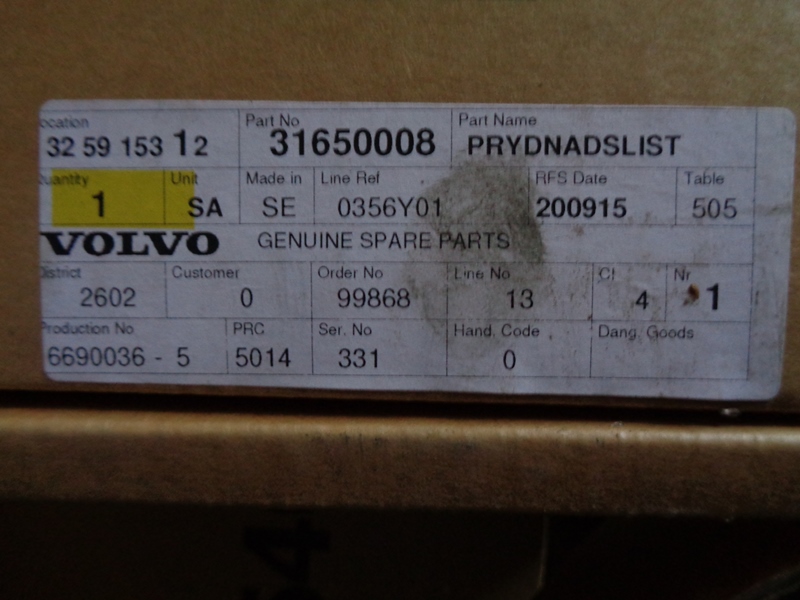 ocation Part No Part Name
32 59 153 12 31650008 PRYDNADSLIST
uantity Unit Made in Line Ref RFS Date Table
1 SA SE 0356Y01 200915 505
VOLVO GENUINE SPARE PARTS
istrict Customer Order No Line No Cl Nr
2602 0 99868 13 4 1
Production No PRC Ser. No Hand. Code Dang. Goods
6690036 - 5 5014 331 0